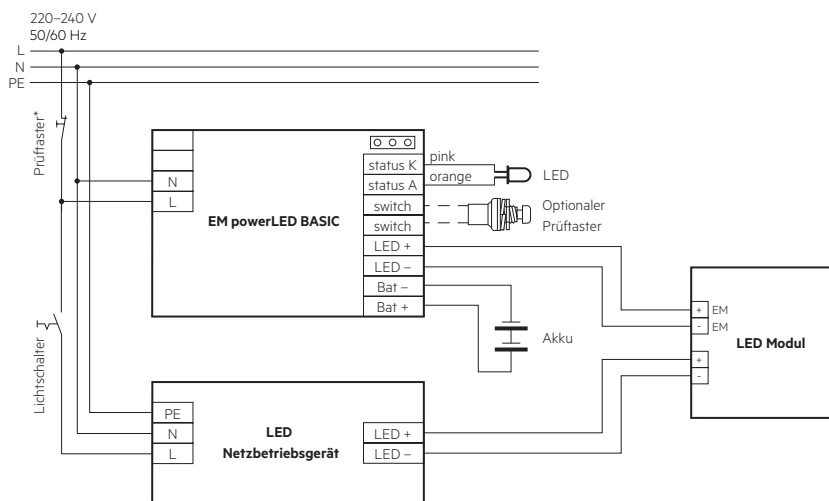 220–240 V
50/60 Hz
L
N
PE
Prüftaster*
Lichtschalter
N
L
EM powerLED BASIC
status K
status A
switch
switch
LED +
LED –
Bat –
Bat +
pink
orange
LED
Optionaler
Prüftaster
Akku
+ EM
- EM
+
-
LED Modul
PE
N
L
LED
Netzbetriebsgerät
LED +
LED –